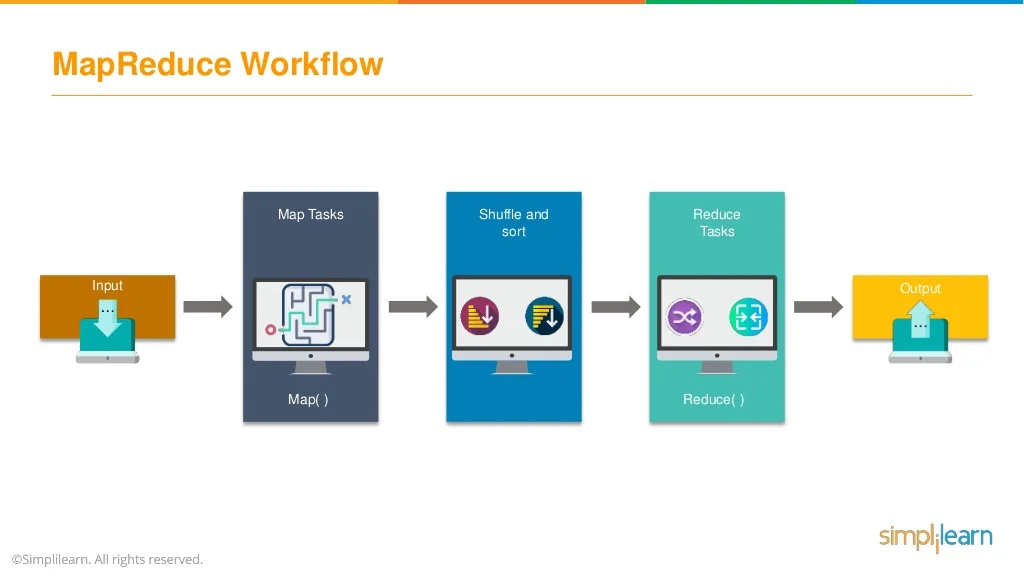 MapReduce Workflow
Input
Map Tasks
Map( )
Shuffle and
sort
Reduce
Tasks
Reduce( )
Output
©Simplilearn. All rights reserved.
simplilearn